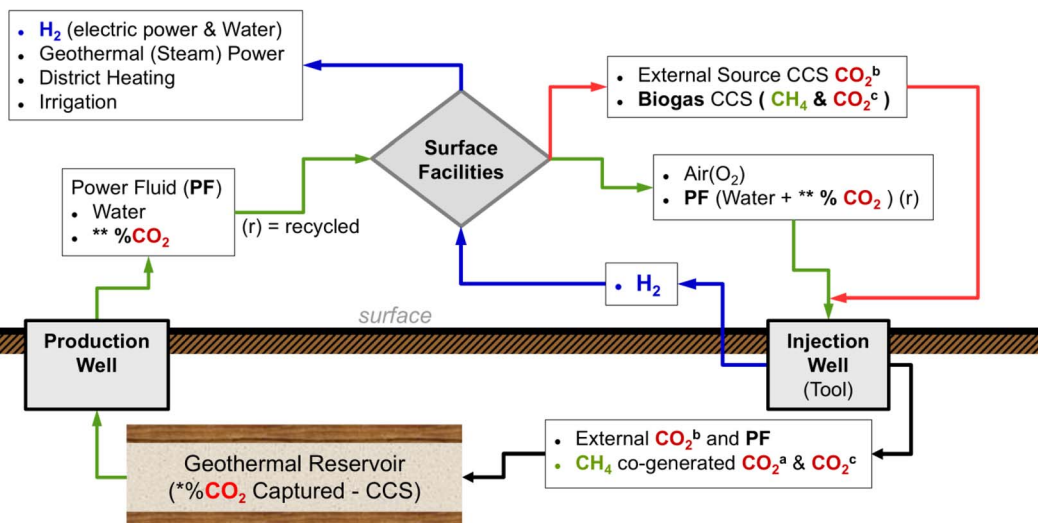 • H₂ (electric power & Water)
• Geothermal (Steam) Power
• District Heating
• Irrigation
• External Source CCS CO₂ᵇ
• Biogas CCS ( CH₄ & CO₂ᶜ )
Surface
Facilities
• Air(O₂)
• PF (Water + ** % CO₂ ) (r)
Power Fluid (PF)
• Water
• ** %CO₂
(r) = recycled
• H₂
surface
Production
Well
Injection
Well
(Tool)
• External CO₂ᵇ and PF
• CH₄ co-generated CO₂ᵃ & CO₂ᶜ
Geothermal Reservoir
(*%CO₂ Captured - CCS)